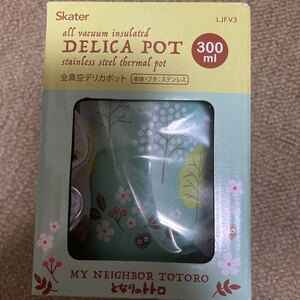 Skater
LJFV3
all vacuum insulated
DELICA POT
stainless steel thermal pot
300
ml
全真空デリカポット
本体・フタ:ステンレス
MY NEIGHBOR TOTORO
となりのトトロ